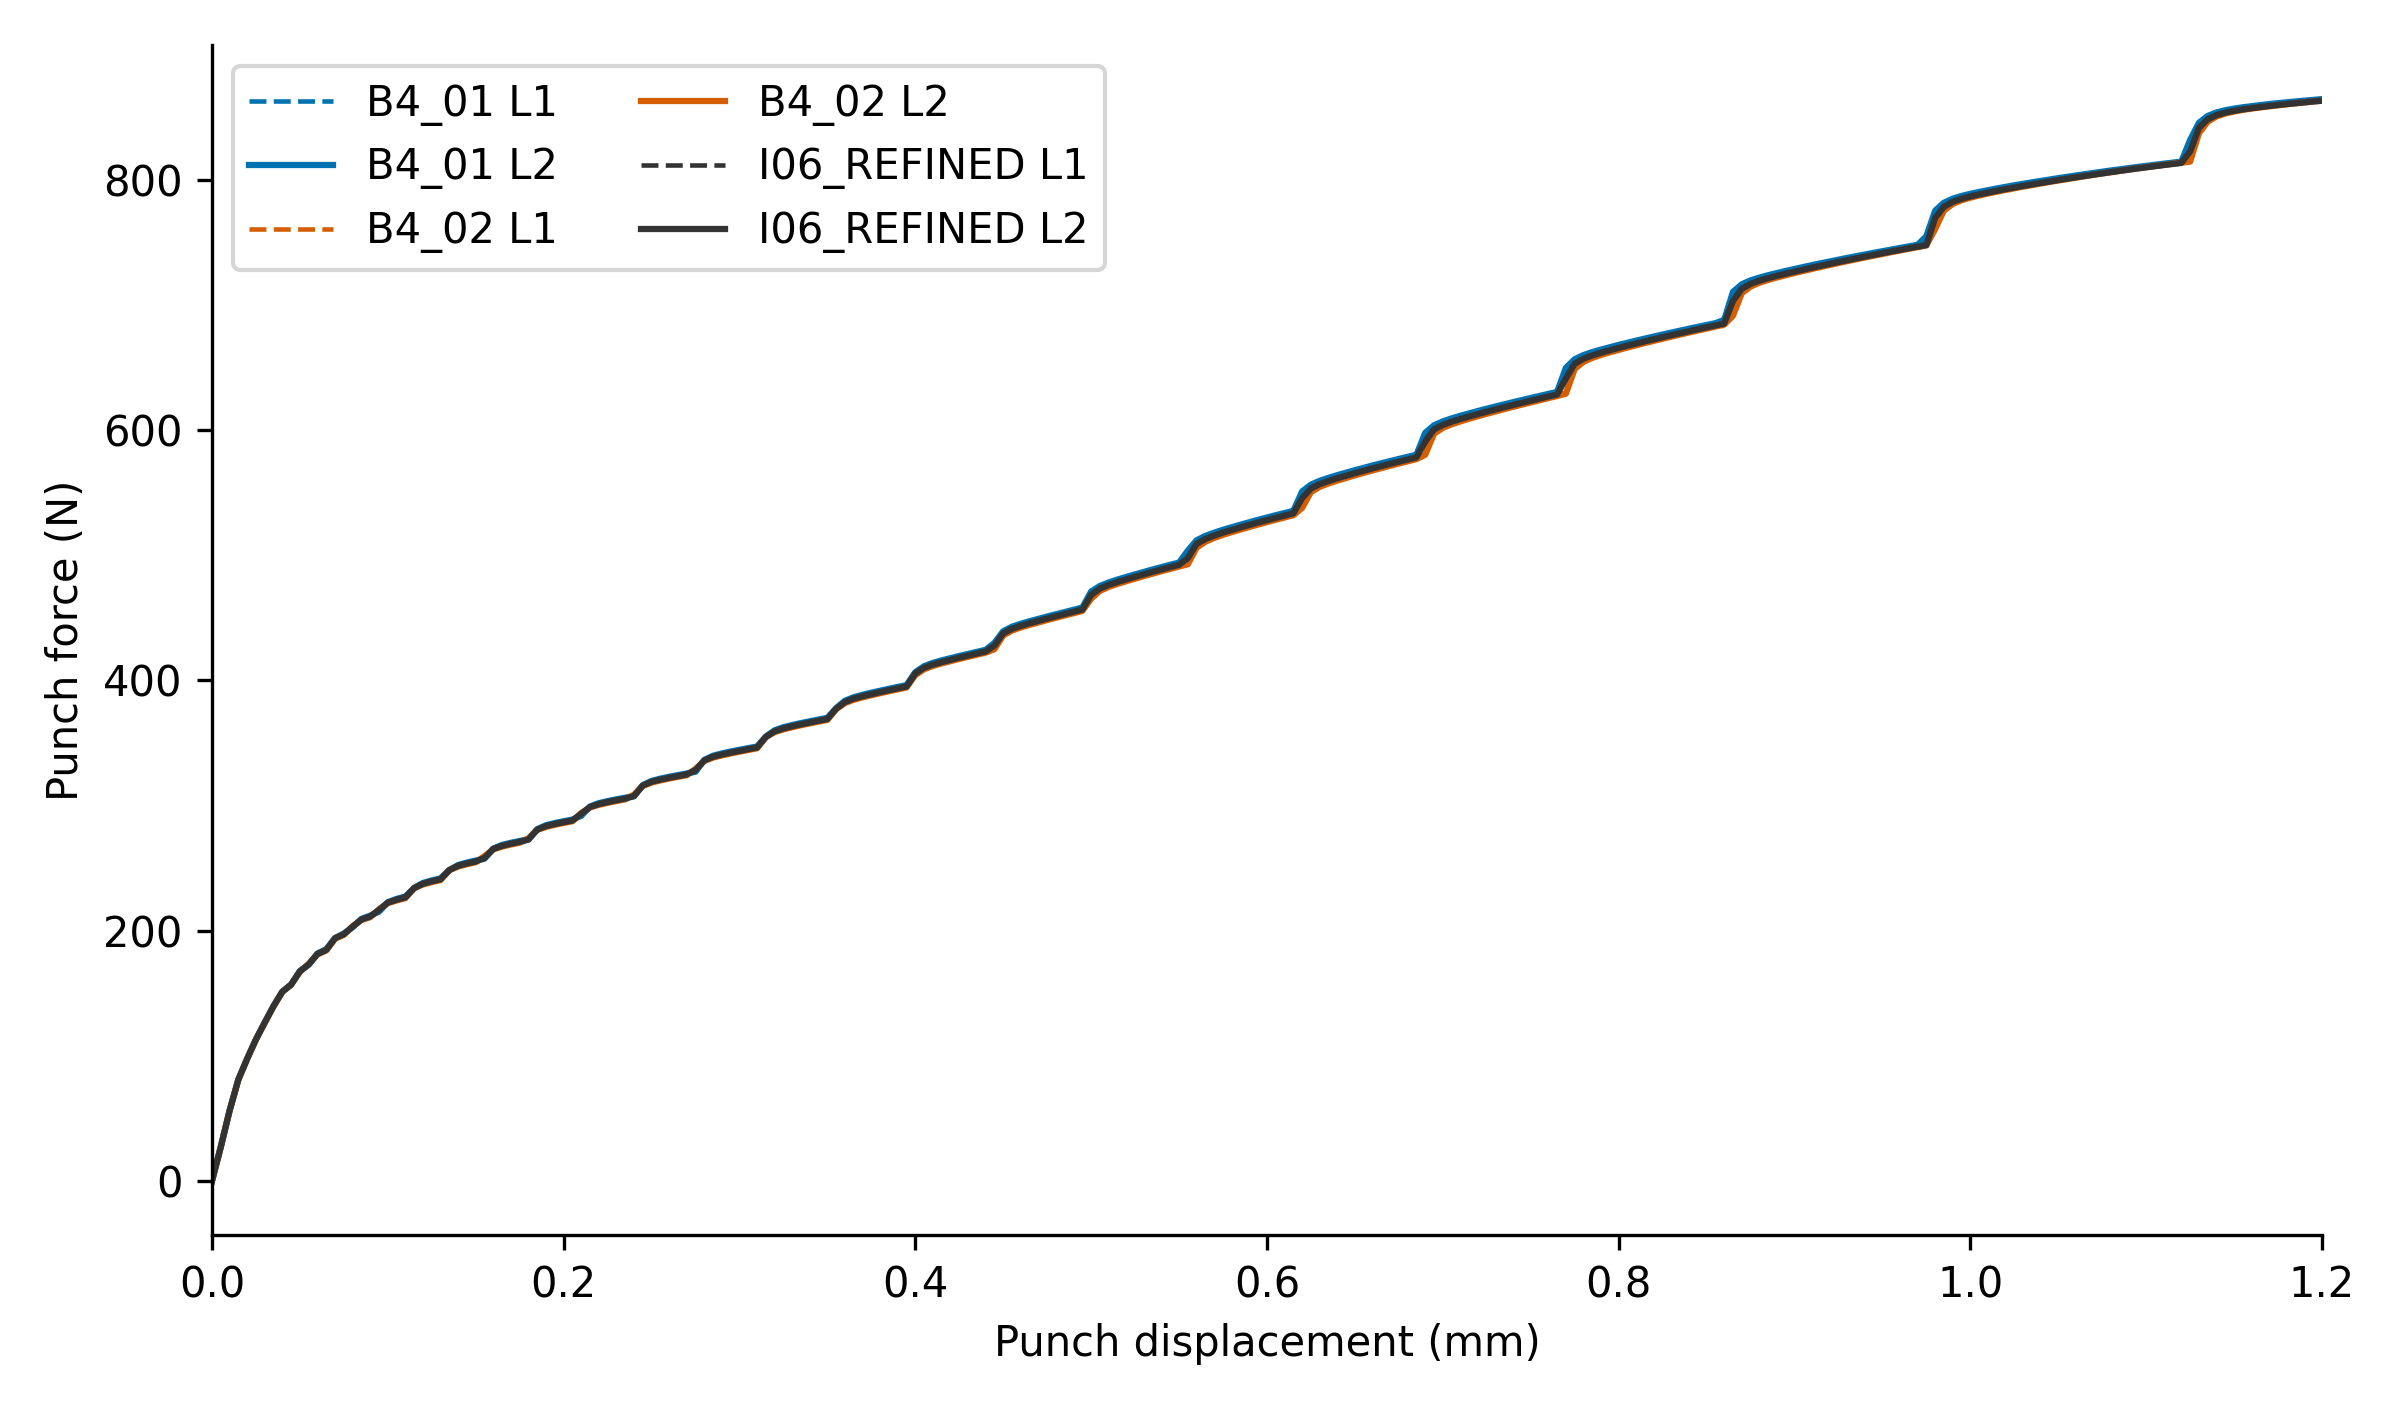 B4_01 L1
B4_01 L2
B4_02 L1
B4_02 L2
I06_REFINED L1
I06_REFINED L2
Punch force (N)
800
600
400
200
0
0.0 0.2 0.4 0.6 0.8 1.0 1.2
Punch displacement (mm)